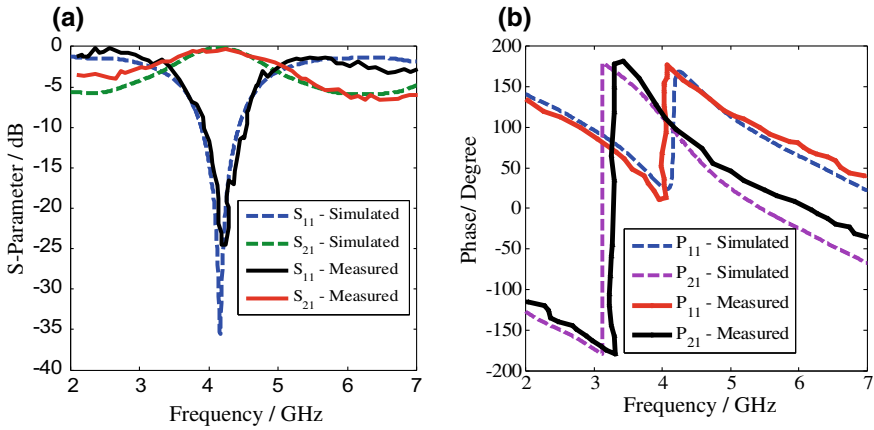 (a)
0
-5
-10
-15
-20
-25
-30
-35
-40
S-Parameter / dB
S11 - Simulated
S21 - Simulated
S11 - Measured
S21 - Measured
2 3 4 5 6 7
Frequency / GHz
(b)
200
150
100
50
0
-50
-100
-150
-200
Phase/ Degree
P11 - Simulated
P21 - Simulated
P11 - Measured
P21 - Measured
2 3 4 5 6 7
Frequency / GHz